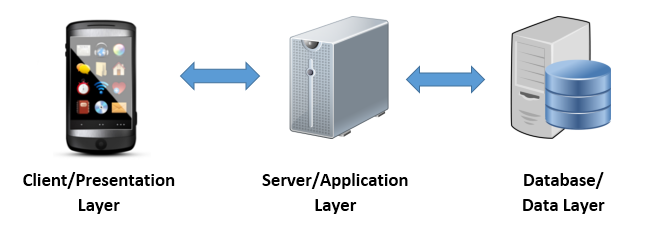 Client/Presentation
Layer
Server/Application
Layer
Database/
Data Layer